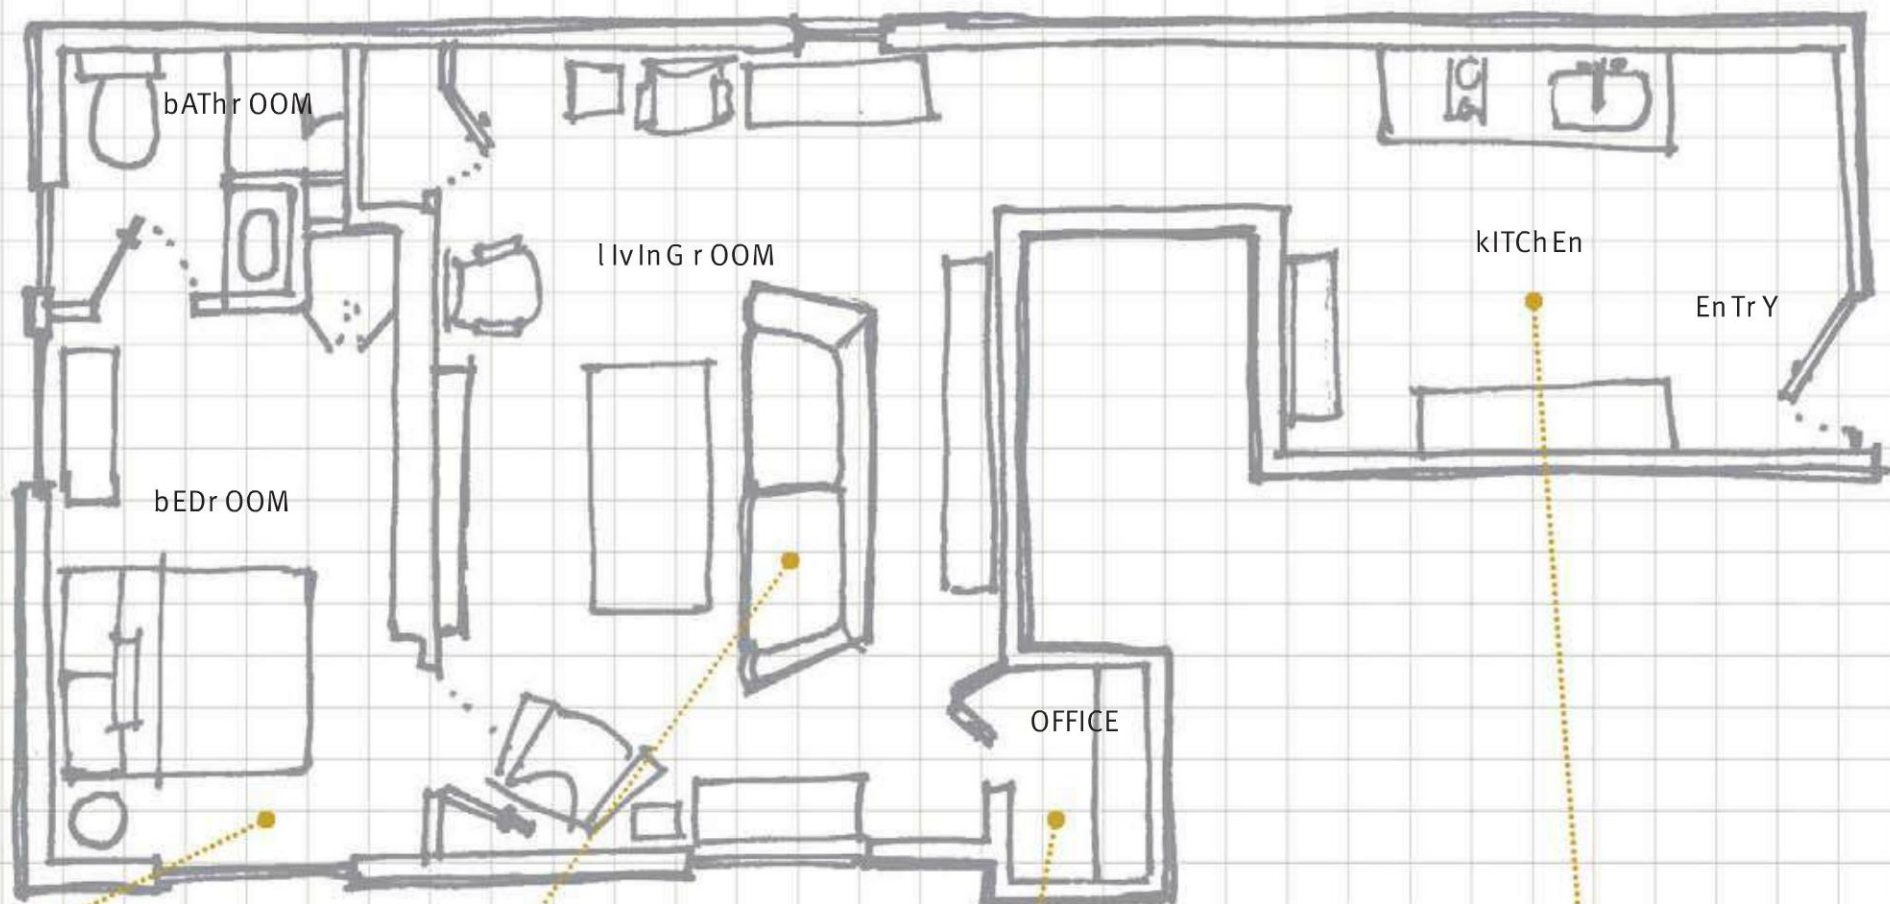 bAThrOOM
lIvInG rOOM
kITChEn
EnTrY
bEDrOOM
OFFICE